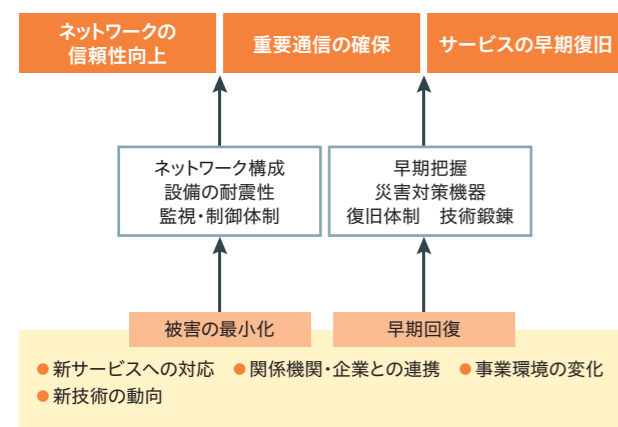 ネットワークの
信頼性向上
重要通信の確保
サービスの早期復旧
ネットワーク構成
設備の耐震性
監視・制御体制
早期把握
災害対策機器
復旧体制　技術鍛錬
被害の最小化
早期回復
●新サービスへの対応　●関係機関・企業との連携　●事業環境の変化
●新技術の動向